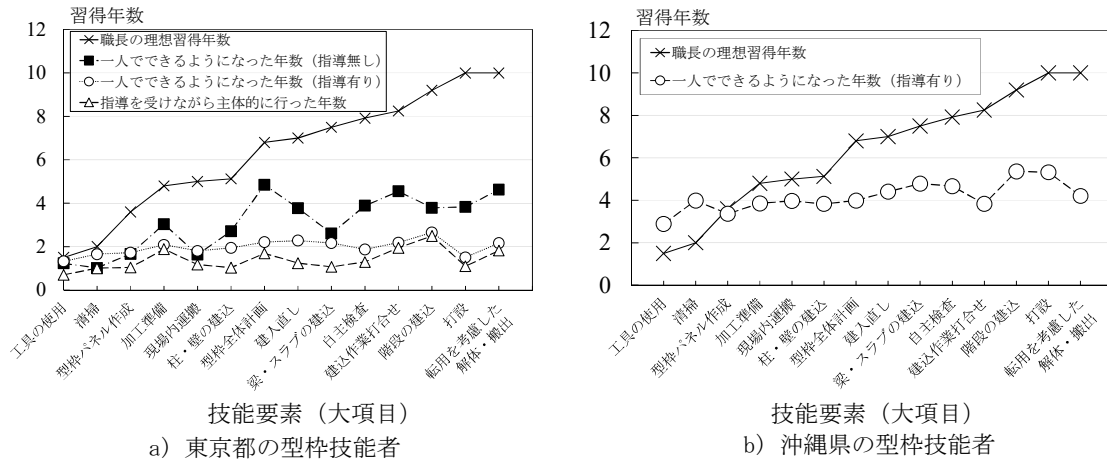 習得年数
12
10
8
6
4
2
0
職長の理想習得年数
一人でできるようになった年数（指導無し）
一人でできるようになった年数（指導有り）
指導を受けながら主体的に行った年数
工具の使用
清掃
型枠パネル作成
加工準備
現場内運搬
柱・壁の建込
型枠全体計画
建入直し
梁・スラブの建込
自主検査
建込作業打合せ
階段の建込
打設
転用を考慮した
解体・搬出
技能要素（大項目）
a）東京都の型枠技能者
習得年数
12
10
8
6
4
2
0
職長の理想習得年数
一人でできるようになった年数（指導有り）
工具の使用
清掃
型枠パネル作成
加工準備
現場内運搬
柱・壁の建込
型枠全体計画
建入直し
梁・スラブの建込
自主検査
建込作業打合せ
階段の建込
打設
転用を考慮した
解体・搬出
技能要素（大項目）
b）沖縄県の型枠技能者